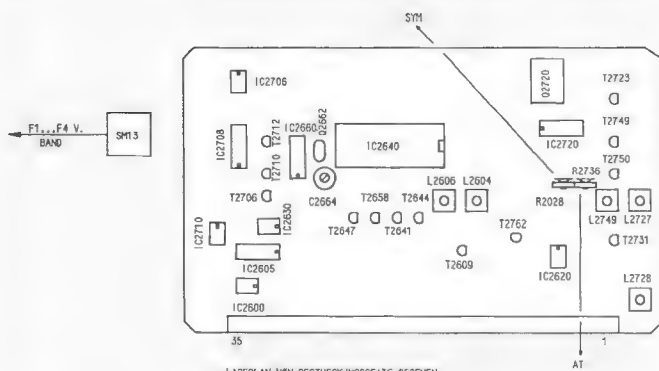 SYM
F1...F4 V.
BAND
SM13
IC2706
IC2708
T2712
T2710
IC2660
Q2662
IC2640
C2664
T2706
IC2710
IC2630
IC2605
IC2600
T2647
T2658
T2641
T2644
L2606
L2604
T2609
T2762
Q2720
IC2720
T2723
T2749
T2750
R2736
R2028
L2749
L2727
T2731
IC2620
L2728
35
1
AT